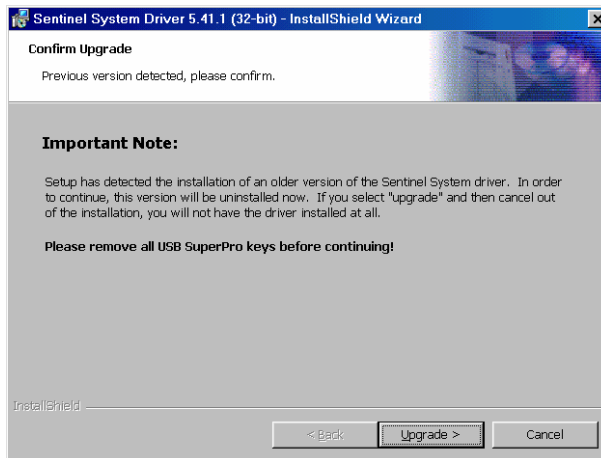 Sentinel System Driver 5.41.1 (32-bit) - InstallShield Wizard
Confirm Upgrade
Previous version detected, please confirm.
Important Note:
Setup has detected the installation of an older version of the Sentinel System driver. In order
to continue, this version will be uninstalled now. If you select "upgrade" and then cancel out
of the installation, you will not have the driver installed at all.
Please remove all USB SuperPro keys before continuing!
InstallShield
< Back
Upgrade >
Cancel